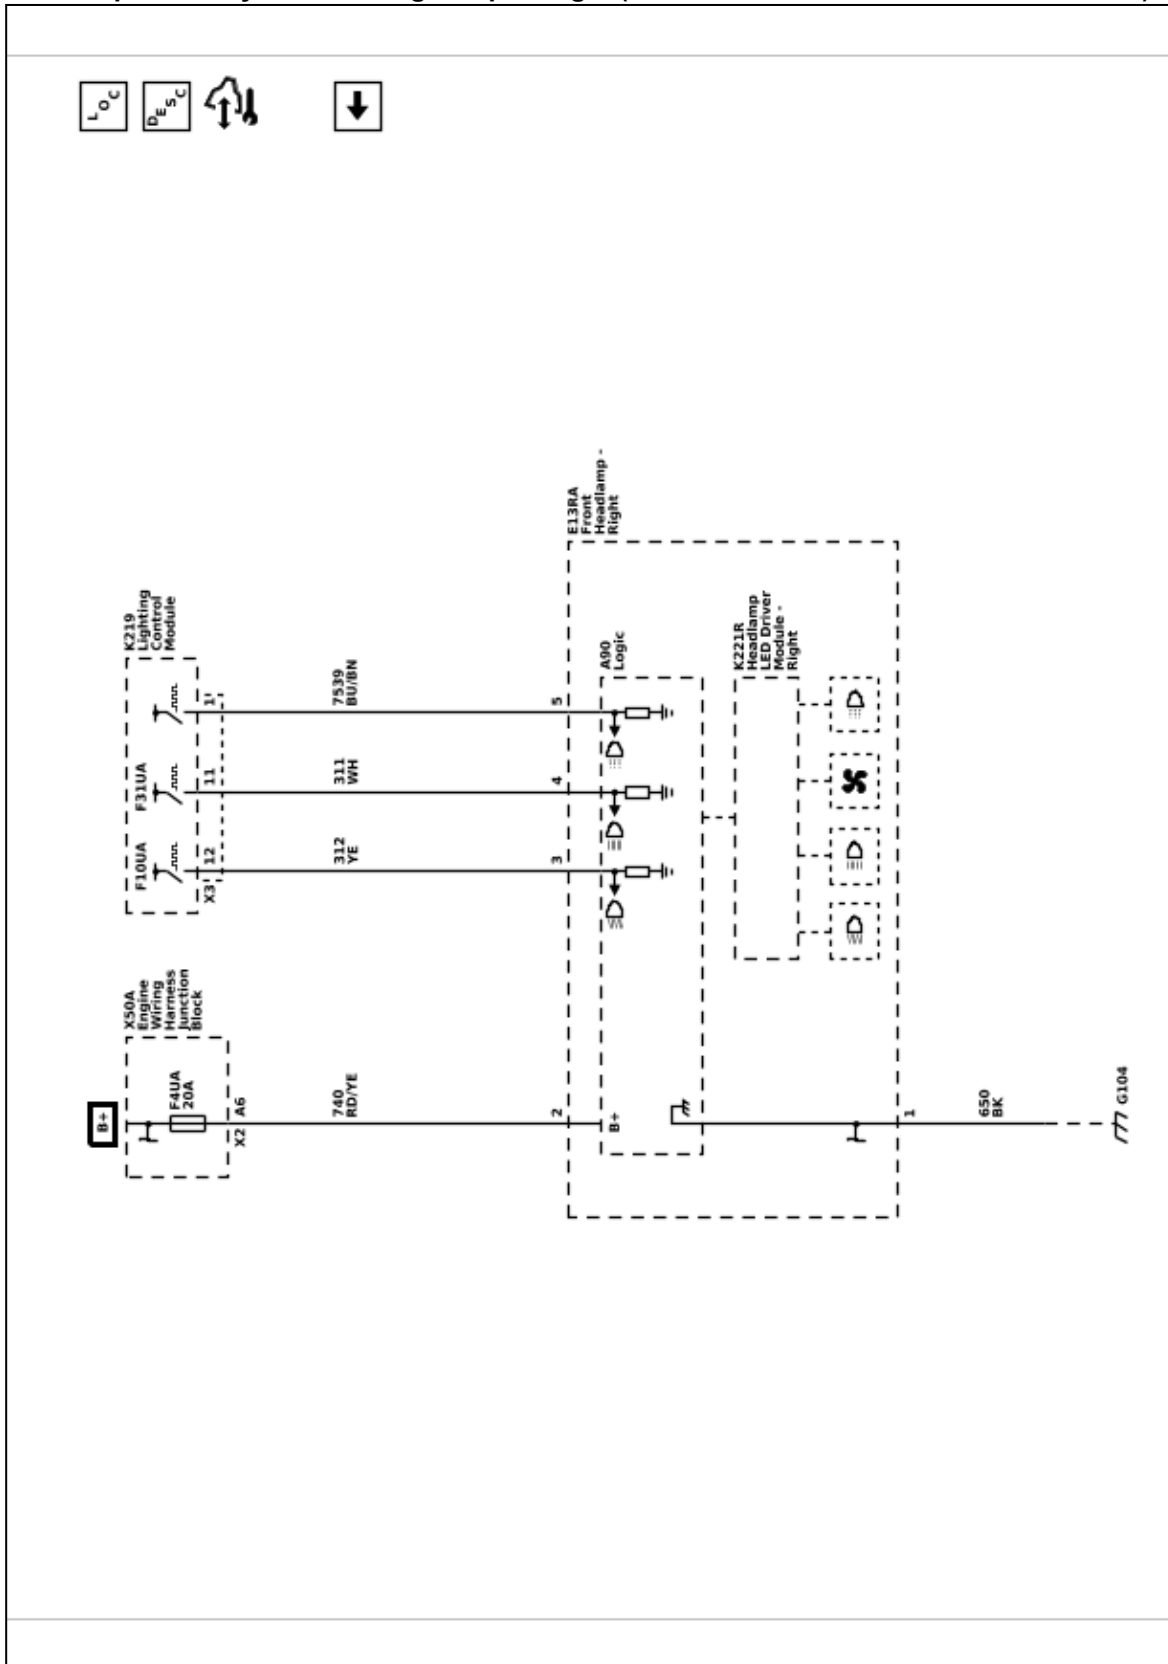 LOC
DESC
K219
Lighting
Control
Module
F10UA
F31UA
X3
12
11
1
312
YE
311
WH
7539
BU/BN
X50A
Engine
Wiring
Harness
Junction
Block
B+
F4UA
20A
X2
A6
740
RD/YE
E13RA
Front
Headlamp -
Right
2
3
4
5
A90
Logic
B+
K221R
Headlamp
LED Driver
Module -
Right
1
650
BK
G104